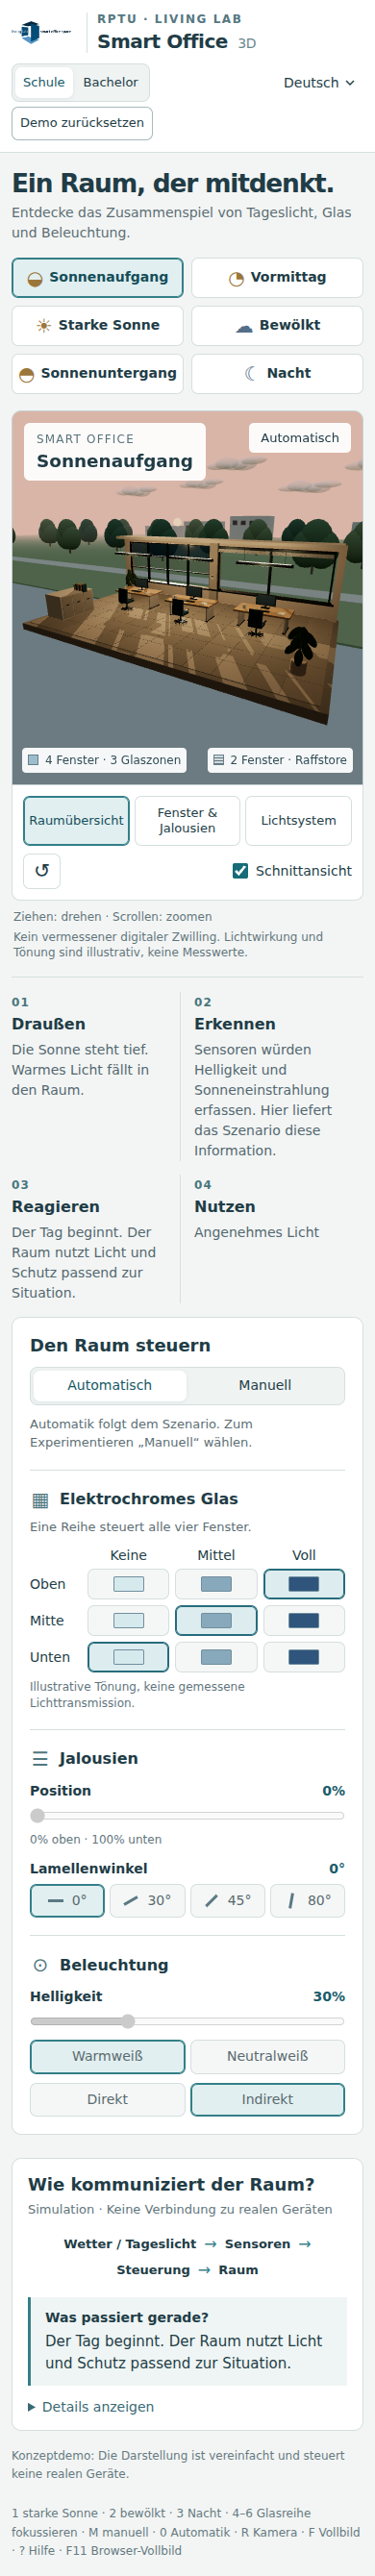 RPTU · LIVING LAB
Smart Office 3D
Schule Bachelor
Deutsch
Demo zurücksetzen
Ein Raum, der mitdenkt.
Entdecke das Zusammenspiel von Tageslicht, Glas
und Beleuchtung.
Sonnenaufgang
Vormittag
Starke Sonne
Bewölkt
Sonnenuntergang
Nacht
SMART OFFICE
Sonnenaufgang
Automatisch
4 Fenster · 3 Glaszonen
2 Fenster · Raffstore
Raumübersicht
Fenster &
Jalousien
Lichtsystem
Schnittansicht
Ziehen: drehen · Scrollen: zoomen
Kein vermessener digitaler Zwilling. Lichtwirkung und
Tönung sind illustrativ, keine Messwerte.
01
Draußen
Die Sonne steht tief.
Warmes Licht fällt in
den Raum.
02
Erkennen
Sensoren würden
Helligkeit und
Sonneneinstrahlung
erfassen. Hier liefert
das Szenario diese
Information.
03
Reagieren
Der Tag beginnt. Der
Raum nutzt Licht und
Schutz passend zur
Situation.
04
Nutzen
Angenehmes Licht
Den Raum steuern
Automatisch
Manuell
Automatik folgt dem Szenario. Zum
Experimentieren „Manuell“ wählen.
Elektrochromes Glas
Eine Reihe steuert alle vier Fenster.
Keine Mittel Voll
Oben
Mitte
Unten
Illustrative Tönung, keine gemessene
Lichttransmission.
Jalousien
Position 0%
0% oben · 100% unten
Lamellenwinkel 0°
0° 30° 45° 80°
Beleuchtung
Helligkeit 30%
Warmweiß Neutralweiß
Direkt Indirekt
Wie kommuniziert der Raum?
Simulation · Keine Verbindung zu realen Geräten
Wetter / Tageslicht → Sensoren →
Steuerung → Raum
Was passiert gerade?
Der Tag beginnt. Der Raum nutzt Licht
und Schutz passend zur Situation.
Details anzeigen
Konzeptdemo: Die Darstellung ist vereinfacht und steuert
keine realen Geräte.
1 starke Sonne · 2 bewölkt · 3 Nacht · 4–6 Glasreihe
fokussieren · M manuell · 0 Automatik · R Kamera · F Vollbild
· ? Hilfe · F11 Browser-Vollbild